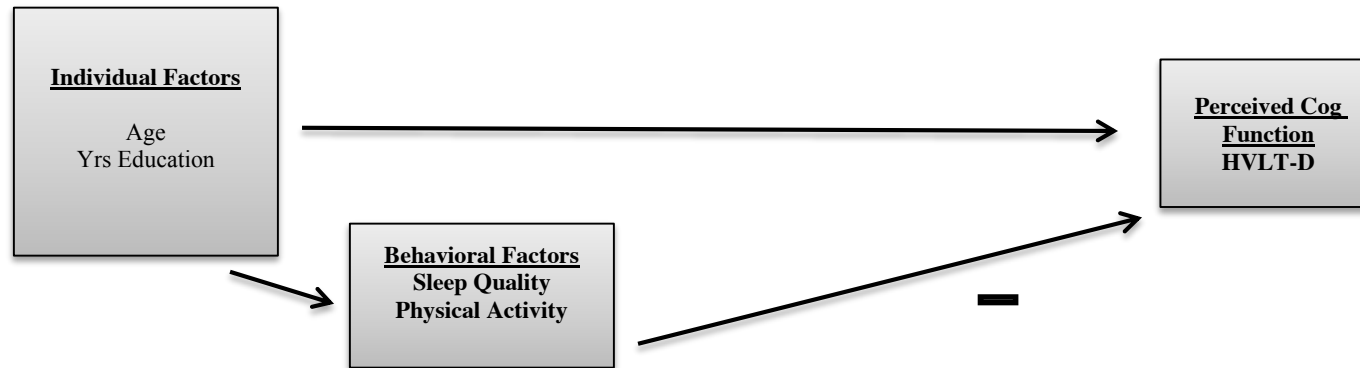 Individual Factors
Age
Yrs Education
Behavioral Factors
Sleep Quality
Physical Activity
Perceived Cog
Function
HVLT-D